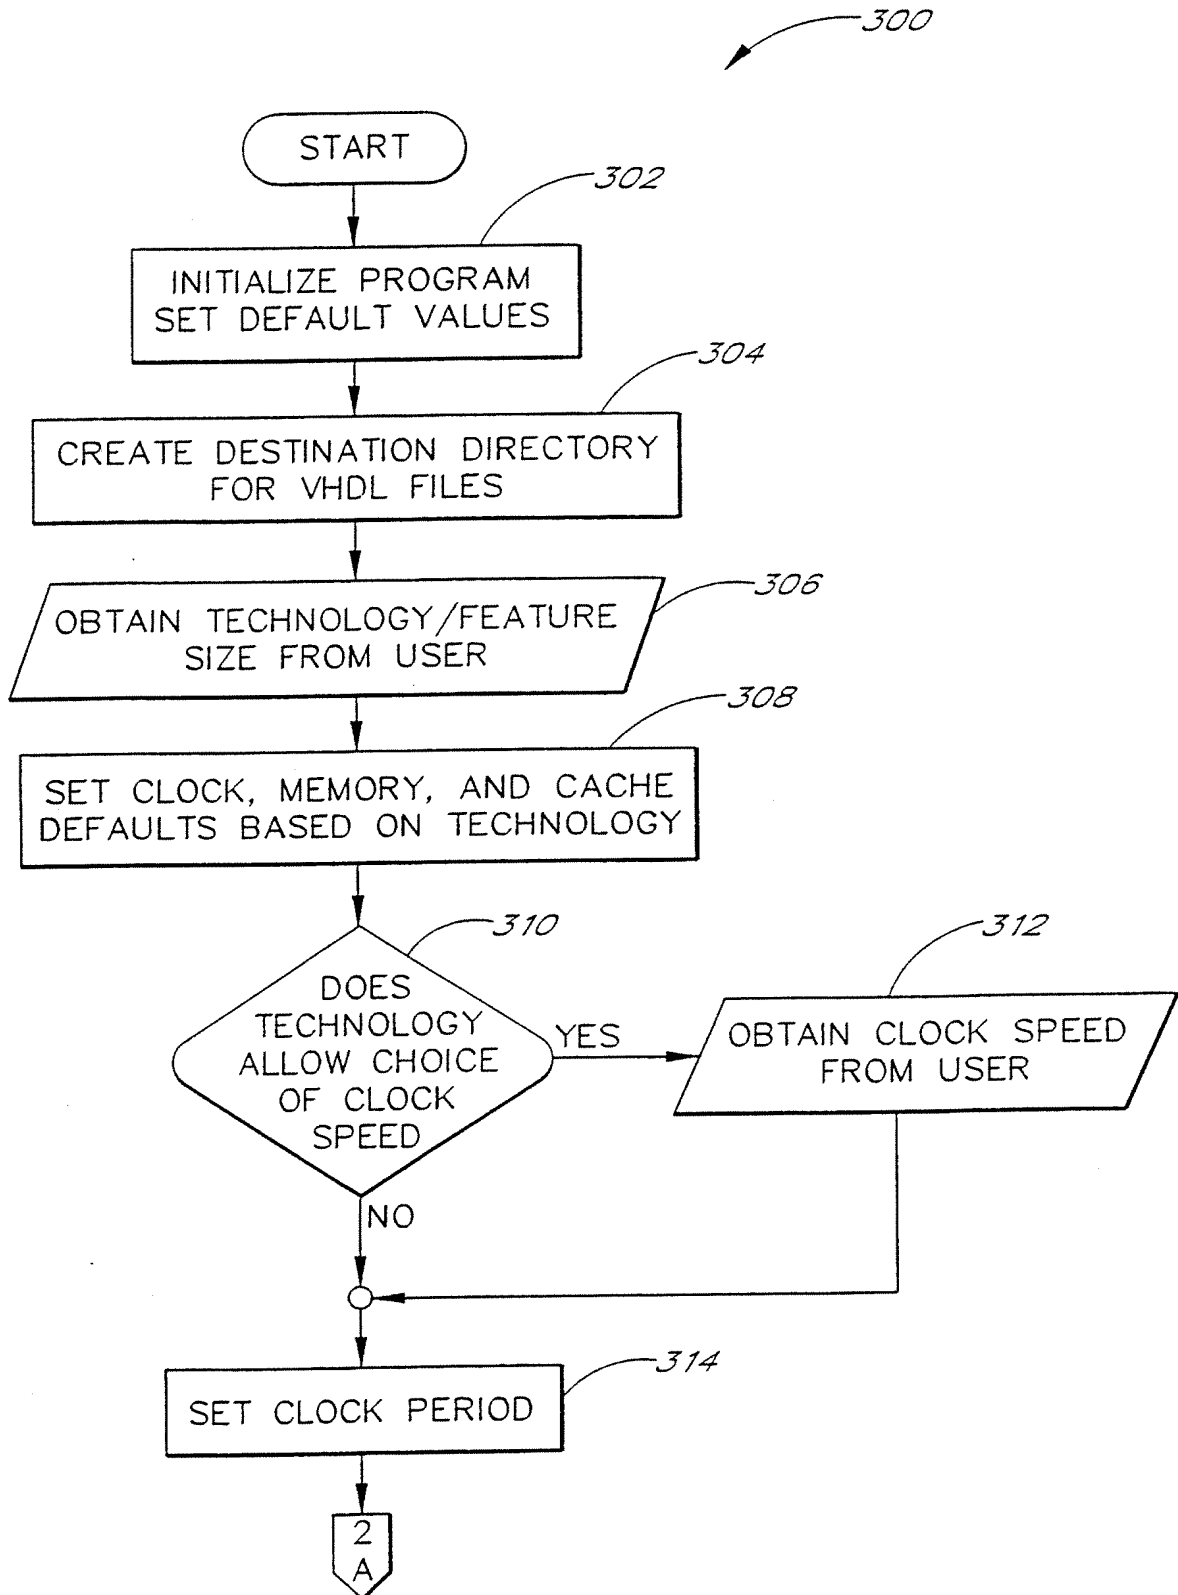 300
START
302
INITIALIZE PROGRAM
SET DEFAULT VALUES
304
CREATE DESTINATION DIRECTORY
FOR VHDL FILES
306
OBTAIN TECHNOLOGY/FEATURE
SIZE FROM USER
308
SET CLOCK, MEMORY, AND CACHE
DEFAULTS BASED ON TECHNOLOGY
310
DOES
TECHNOLOGY
ALLOW CHOICE
OF CLOCK
SPEED
YES
312
OBTAIN CLOCK SPEED
FROM USER
NO
314
SET CLOCK PERIOD
2
A